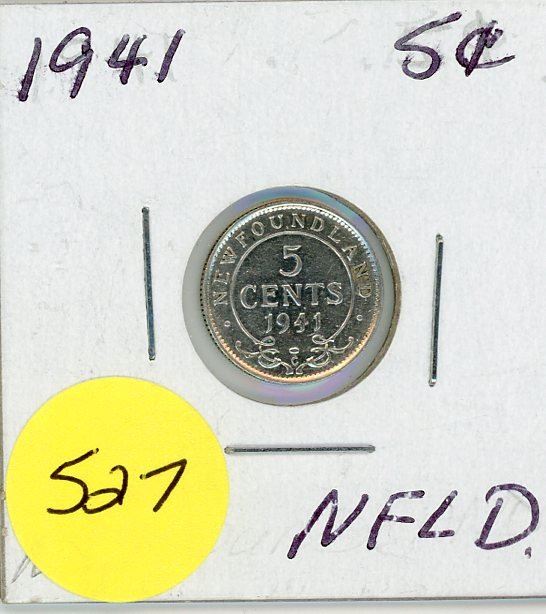 1941 5¢
NEWFOUNDLAND
5
CENTS
1941
C
527
NFLD.